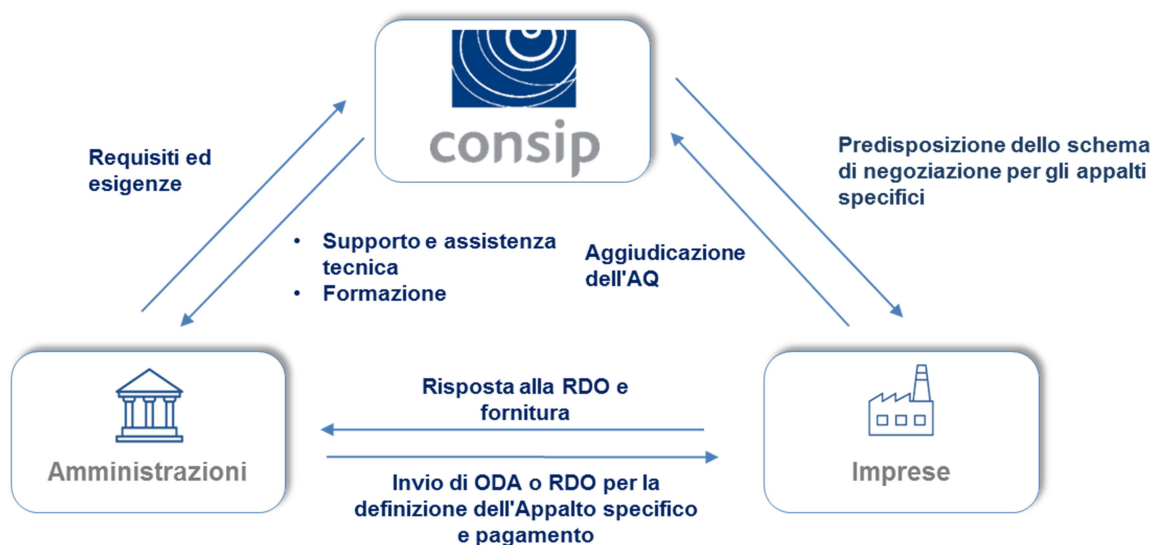 consip
Requisiti ed
esigenze
Predisposizione dello schema
di negoziazione per gli appalti
specifici
• Supporto e assistenza
tecnica
• Formazione
Aggiudicazione
dell'AQ
Risposta alla RDO e
fornitura
Amministrazioni
Imprese
Invio di ODA o RDO per la
definizione dell'Appalto specifico
e pagamento